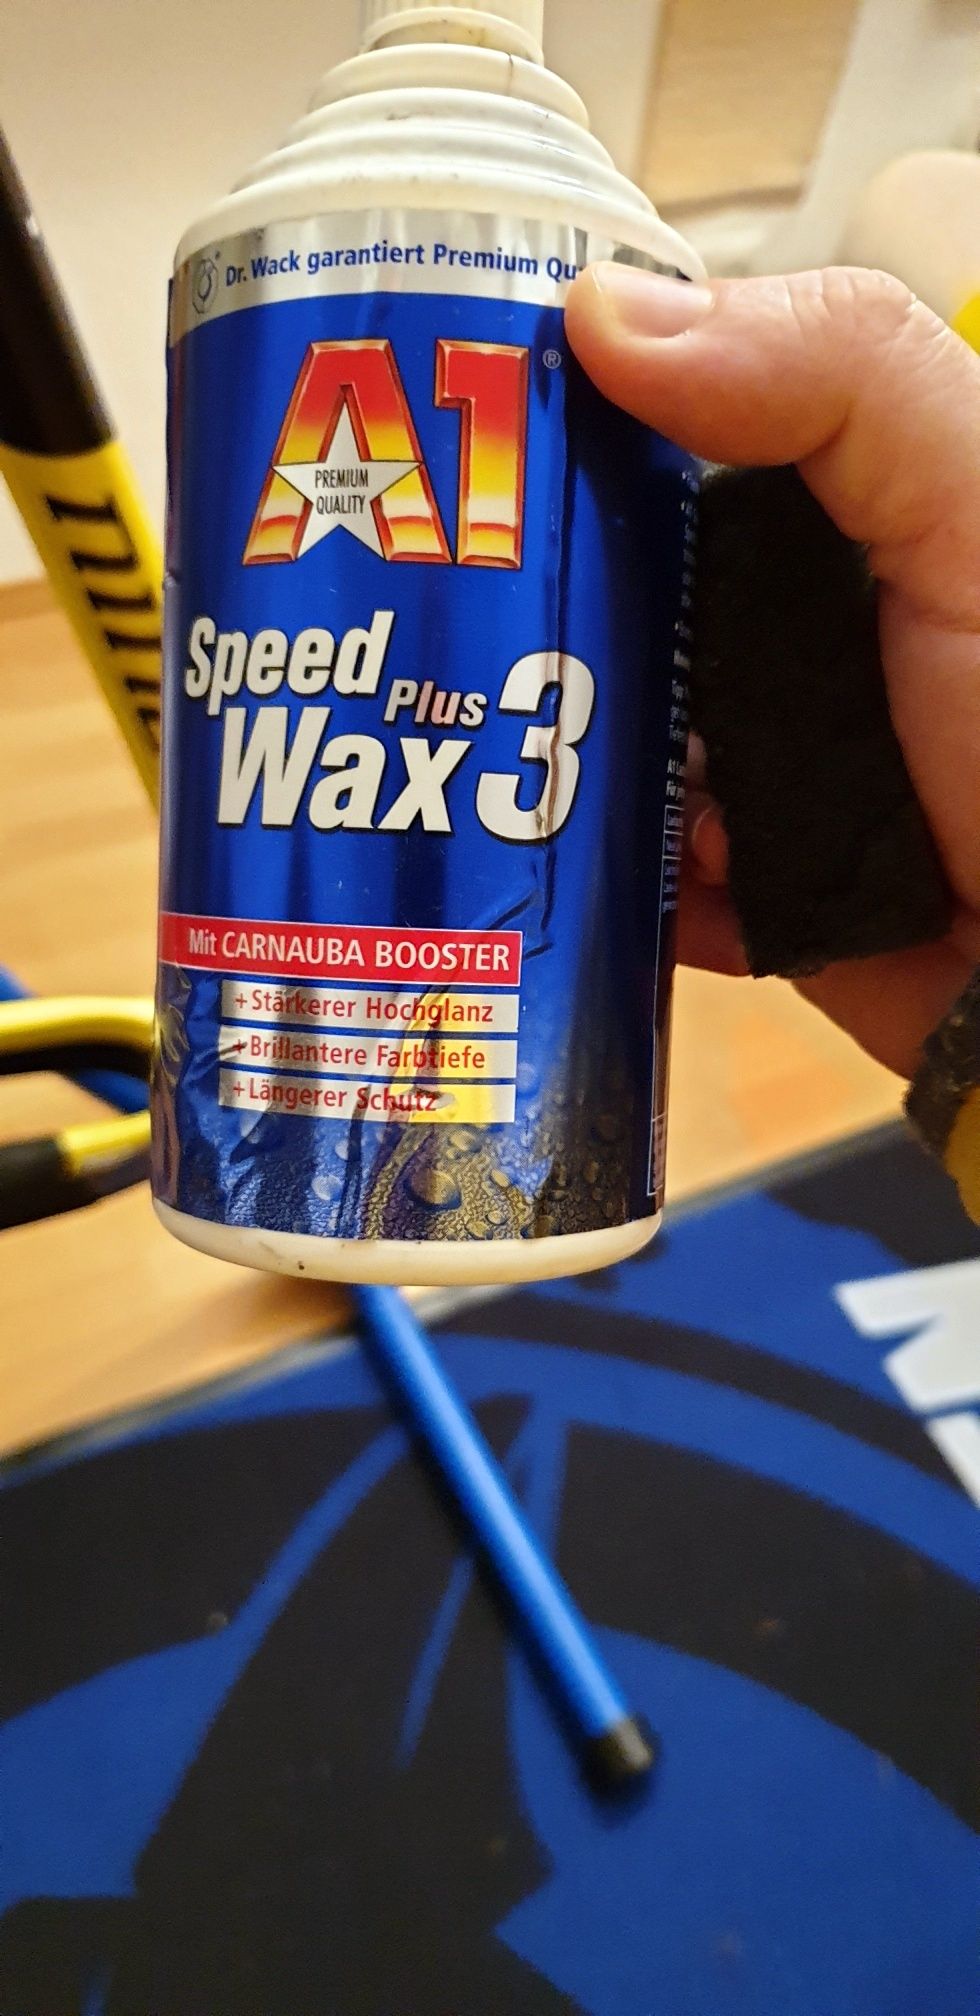 Dr. Wack garantiert Premium
A1®
PREMIUM
QUALITY
Speed
Plus
Wax 3
Mit CARNAUBA BOOSTER
+Stärkerer Hochglanz
+Brillantere Farbtiefe
+Längerer Schutz